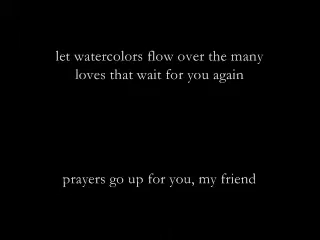 let watercolors flow over the many
loves that wait for you again
prayers go up for you, my friend